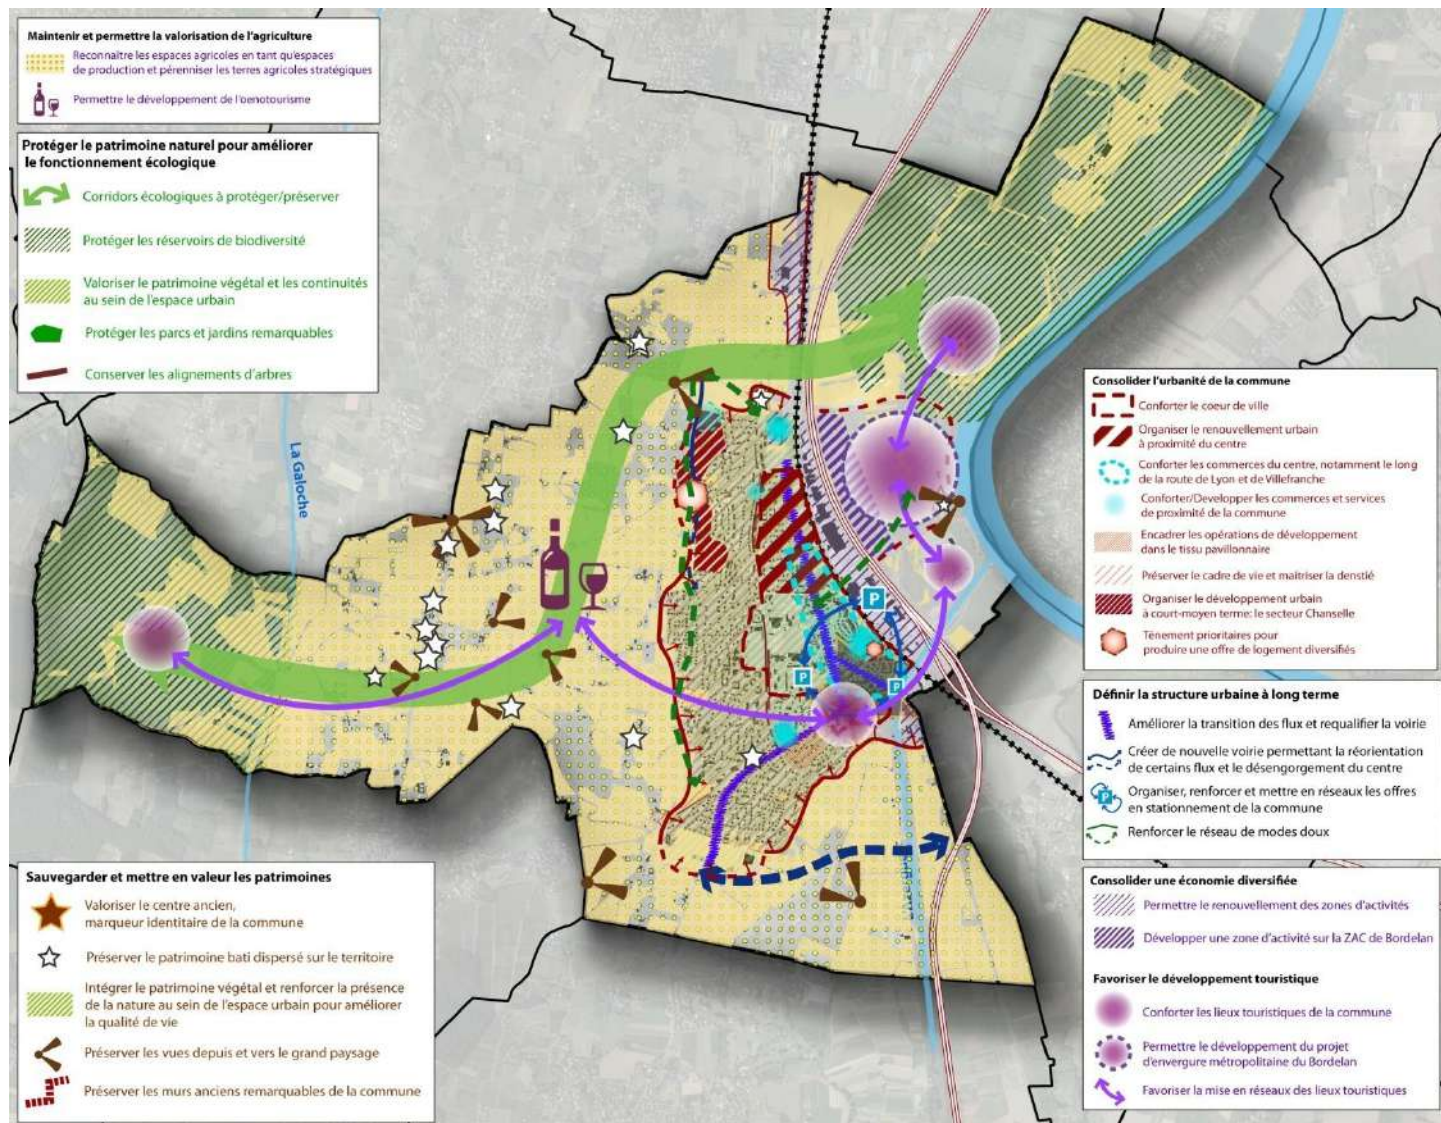 Maintenir et permettre la valorisation de l'agriculture
Reconnaître les espaces agricoles en tant qu'espaces
de production et pérenniser les terres agricoles stratégiques
Permettre le développement de l'oenotourisme
Protéger le patrimoine naturel pour améliorer
le fonctionnement écologique
Corridors écologiques à protéger/préserver
Protéger les réservoirs de biodiversité
Valoriser le patrimoine végétal et les continuités
au sein de l'espace urbain
Protéger les parcs et jardins remarquables
Conserver les alignements d'arbres
La Galoche
P
P
P
Sauvegarder et mettre en valeur les patrimoines
Valoriser le centre ancien,
marqueur identitaire de la commune
Préserver le patrimoine bati dispersé sur le territoire
Intégrer le patrimoine végétal et renforcer la présence
de la nature au sein de l'espace urbain pour améliorer
la qualité de vie
Préserver les vues depuis et vers le grand paysage
Préserver les murs anciens remarquables de la commune
Consolider l'urbanité de la commune
Conforter le coeur de ville
Organiser le renouvellement urbain
à proximité du centre
Conforter les commerces du centre, notamment le long
de la route de Lyon et de Villefranche
Conforter/Developper les commerces et services
de proximité de la commune
Encadrer les opérations de développement
dans le tissu pavillonnaire
Préserver le cadre de vie et maitriser la denstié
Organiser le développement urbain
à court-moyen terme: le secteur Chanselle
Tènement prioritaires pour
produire une offre de logement diversifiés
Définir la structure urbaine à long terme
Améliorer la transition des flux et requalifier la voirie
Créer de nouvelle voirie permettant la réorientation
de certains flux et le désengorgement du centre
P
Organiser, renforcer et mettre en réseaux les offres
en stationnement de la commune
Renforcer le réseau de modes doux
Consolider une économie diversifiée
Permettre le renouvellement des zones d'activités
Développer une zone d'activité sur la ZAC de Bordelan
Favoriser le développement touristique
Conforter les lieux touristiques de la commune
Permettre le développement du projet
d'envergure métropolitaine du Bordelan
Favoriser la mise en réseaux des lieux touristiques